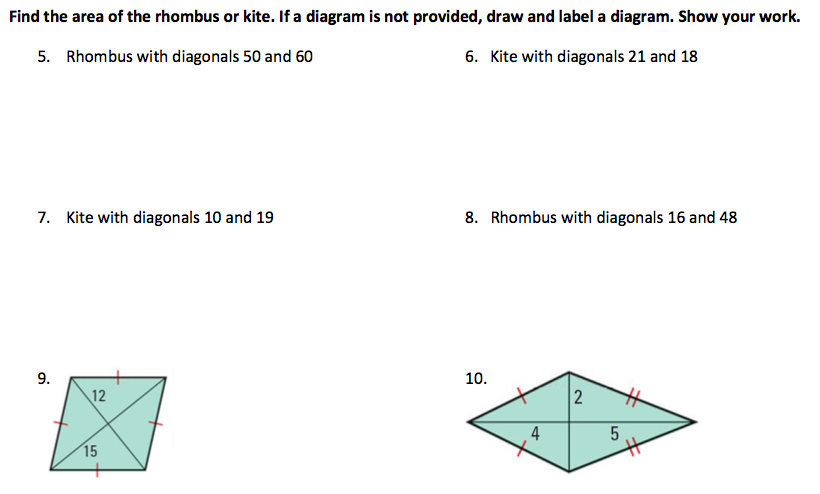 Find the area of the rhombus or kite. If a diagram is not provided, draw and label a diagram. Show your work.
5. Rhombus with diagonals 50 and 60
6. Kite with diagonals 21 and 18
7. Kite with diagonals 10 and 19
8. Rhombus with diagonals 16 and 48
9.
12
15
10.
2
4
5